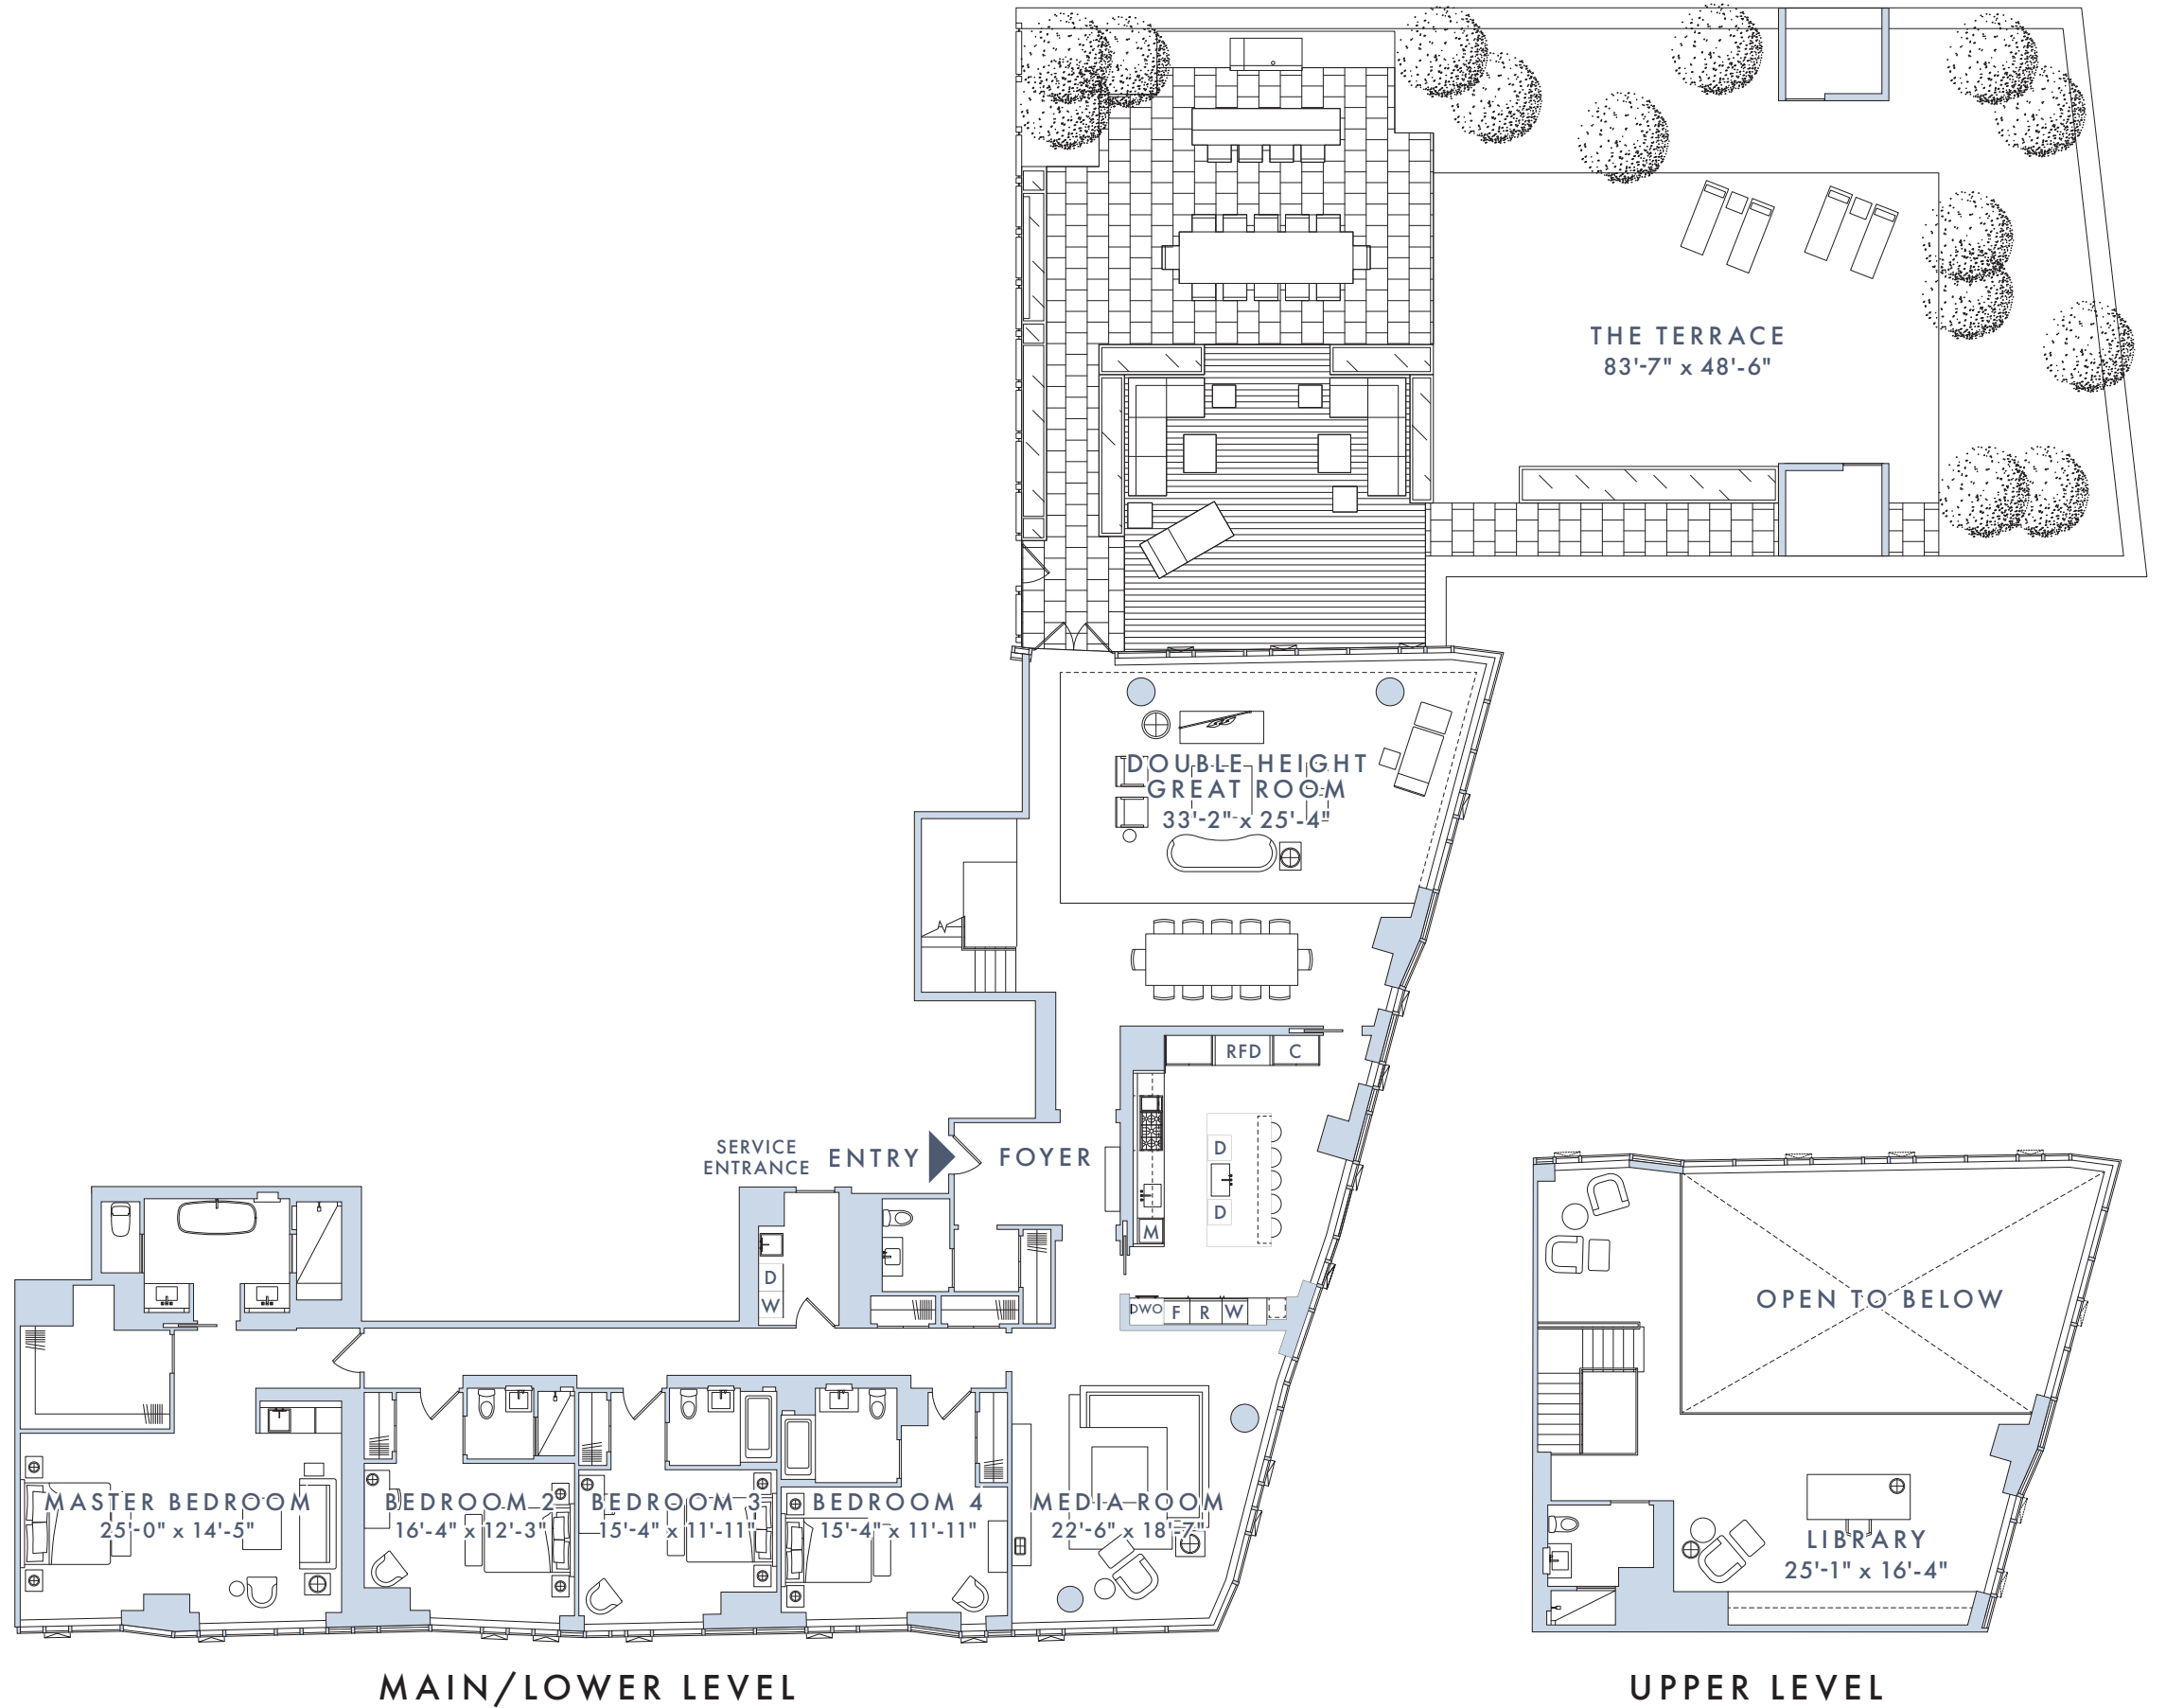 THE TERRACE
83'-7" x 48'-6"
DOUBLE HEIGHT
GREAT ROOM
33'-2" x 25'-4"
RFD
C
SERVICE
ENTRANCE
ENTRY
FOYER
D
D
M
D
W
DWO
F
R
W
OPEN TO BELOW
MASTER BEDROOM
25'-0" x 14'-5"
BEDROOM 2
16'-4" x 12'-3"
BEDROOM 3
15'-4" x 11'-11"
BEDROOM 4
15'-4" x 11'-11"
MEDIA ROOM
22'-6" x 18'-7"
LIBRARY
25'-1" x 16'-4"
MAIN/LOWER LEVEL
UPPER LEVEL